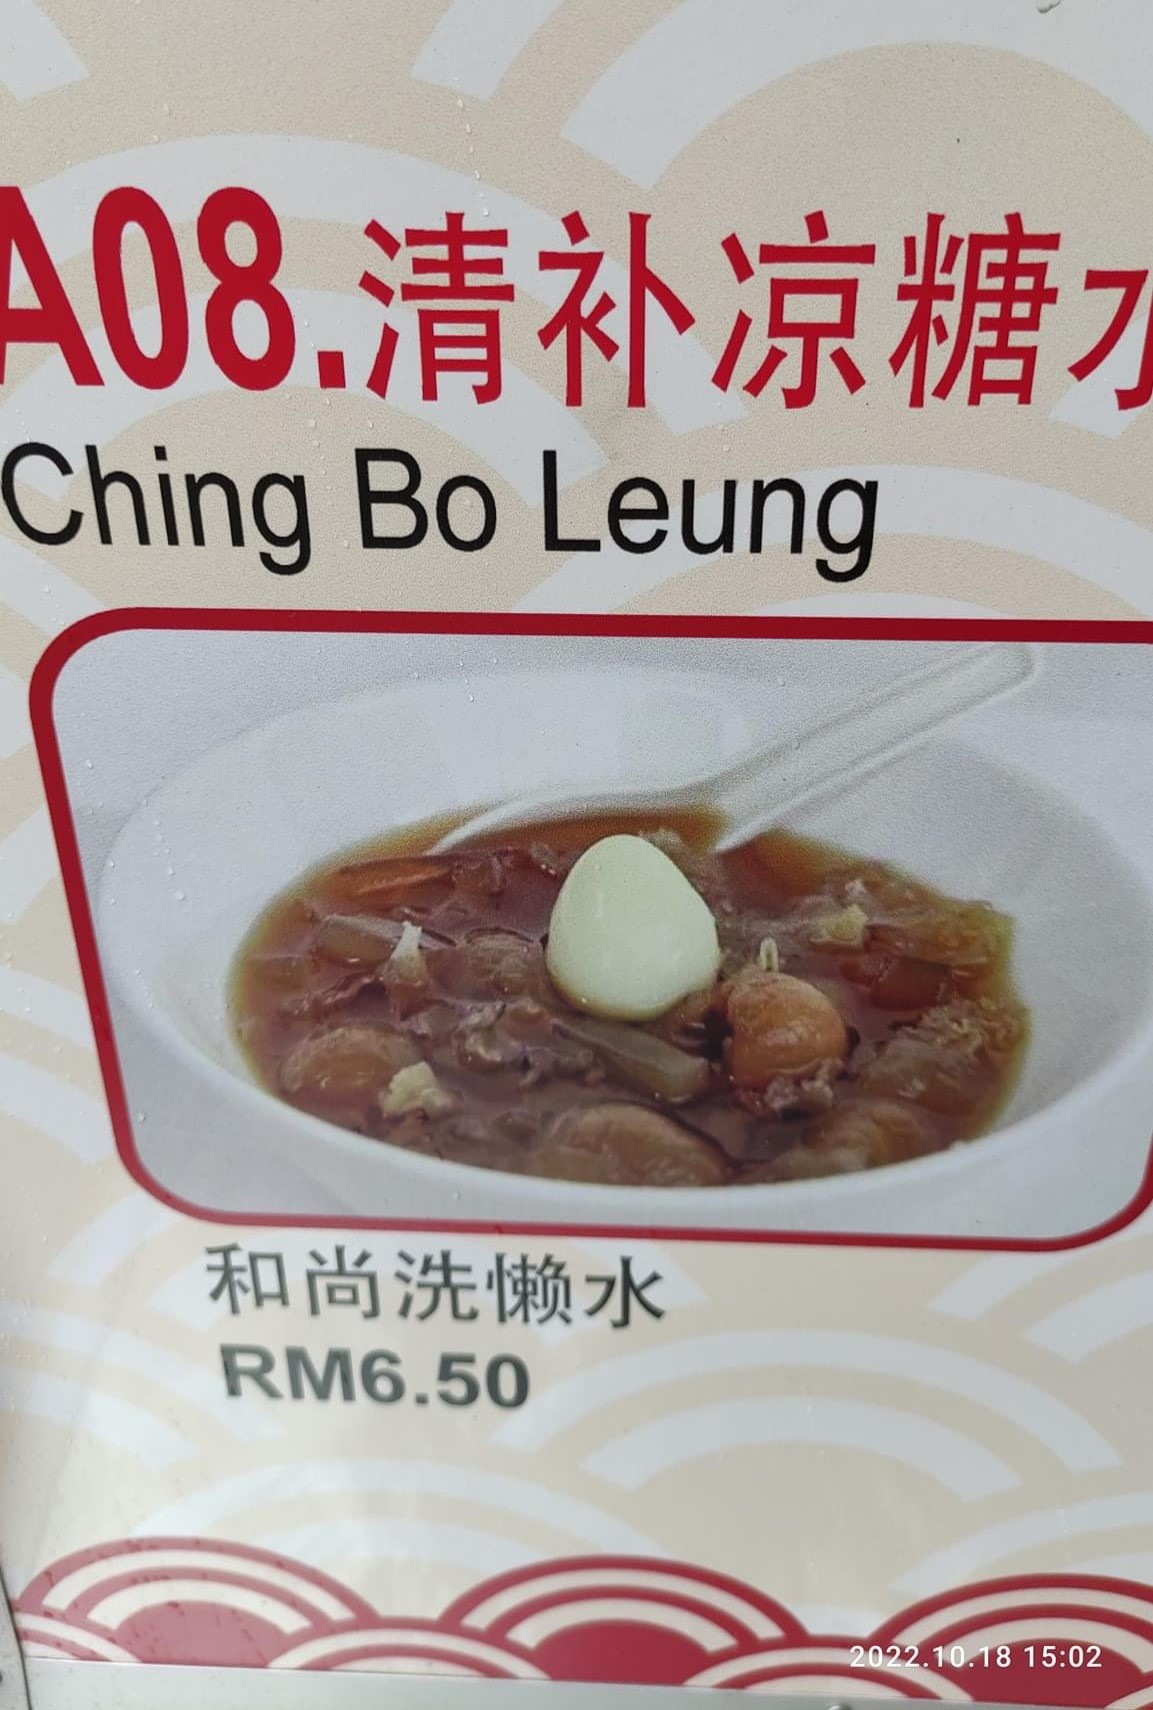 A08.清补凉糖水
Ching Bo Leung
和尚洗懒水
RM6.50
2022.10.18 15:02